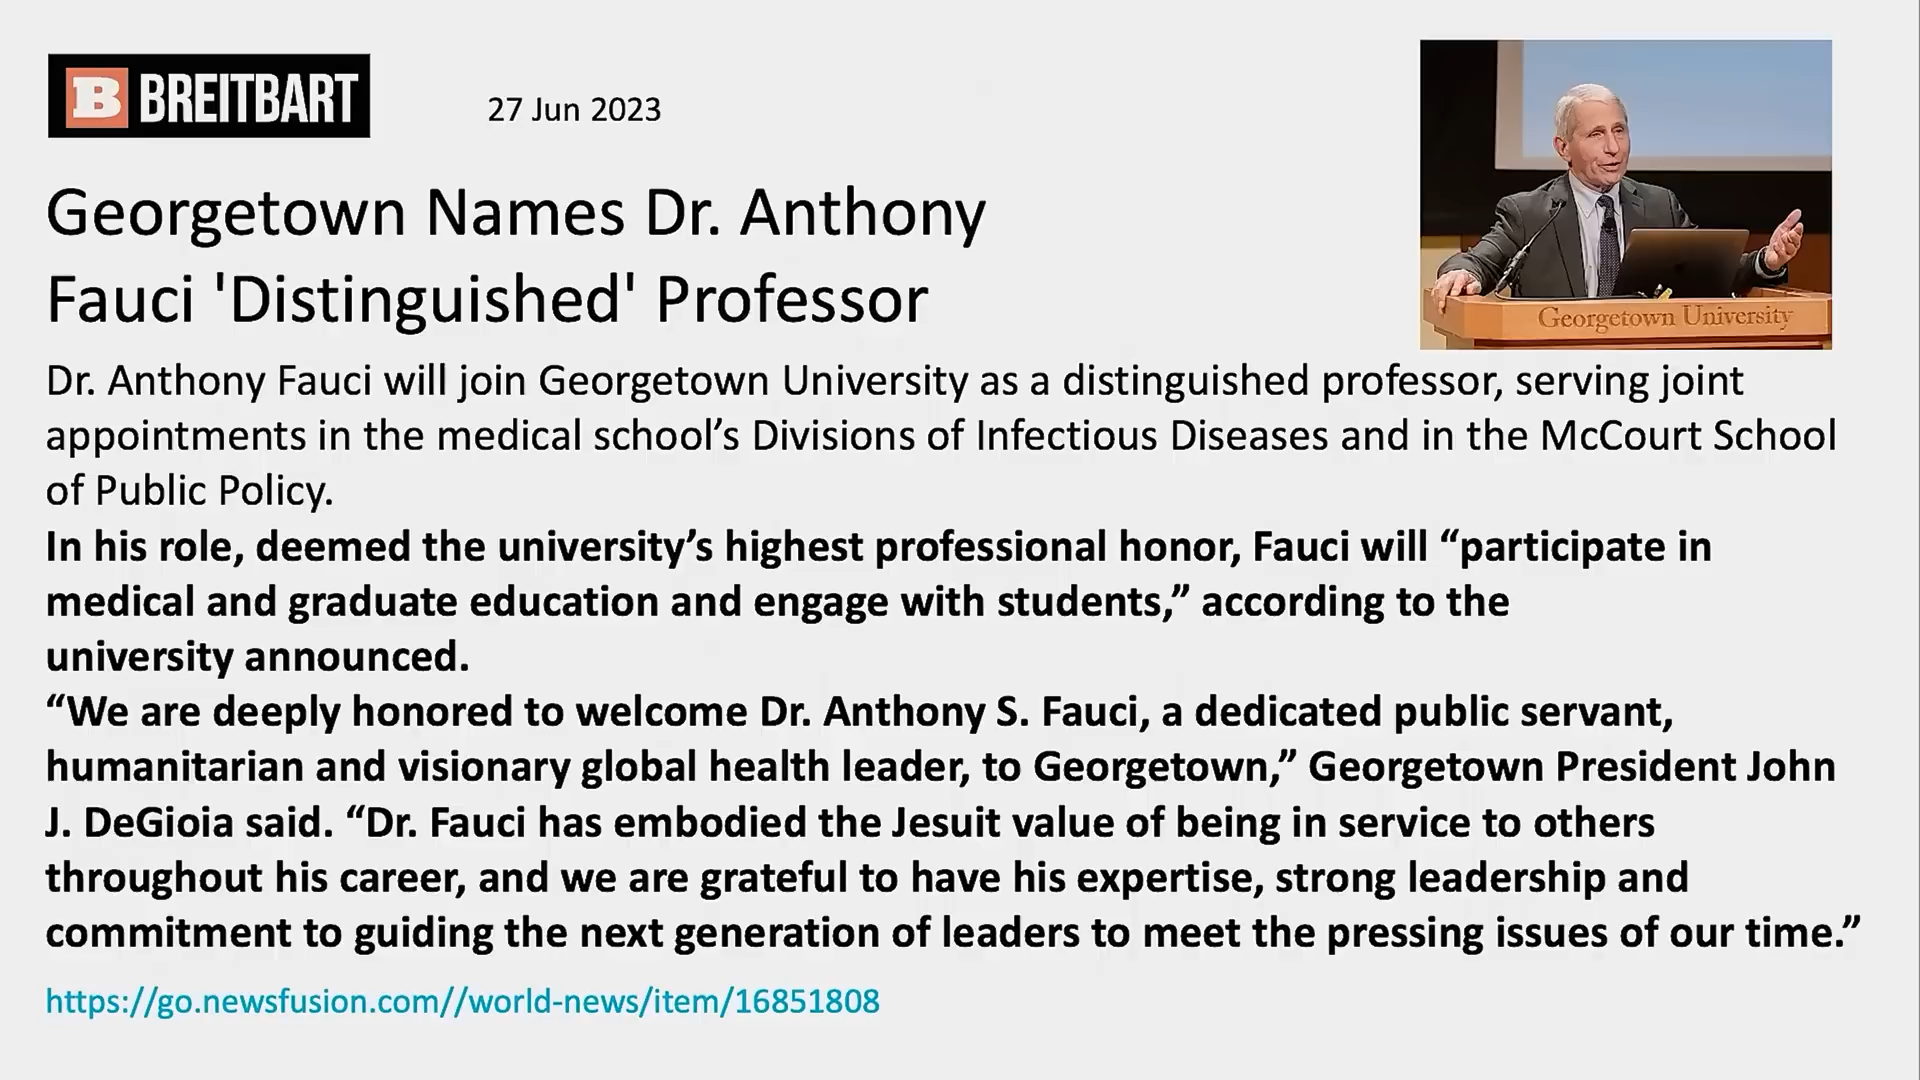 B BREITBART
27 Jun 2023
Georgetown Names Dr. Anthony
Fauci 'Distinguished' Professor
Georgetown University
Dr. Anthony Fauci will join Georgetown University as a distinguished professor, serving joint
appointments in the medical school’s Divisions of Infectious Diseases and in the McCourt School
of Public Policy.
In his role, deemed the university’s highest professional honor, Fauci will “participate in
medical and graduate education and engage with students,” according to the
university announced.
“We are deeply honored to welcome Dr. Anthony S. Fauci, a dedicated public servant,
humanitarian and visionary global health leader, to Georgetown,” Georgetown President John
J. DeGioia said. “Dr. Fauci has embodied the Jesuit value of being in service to others
throughout his career, and we are grateful to have his expertise, strong leadership and
commitment to guiding the next generation of leaders to meet the pressing issues of our time.”
https://go.newsfusion.com//world-news/item/16851808